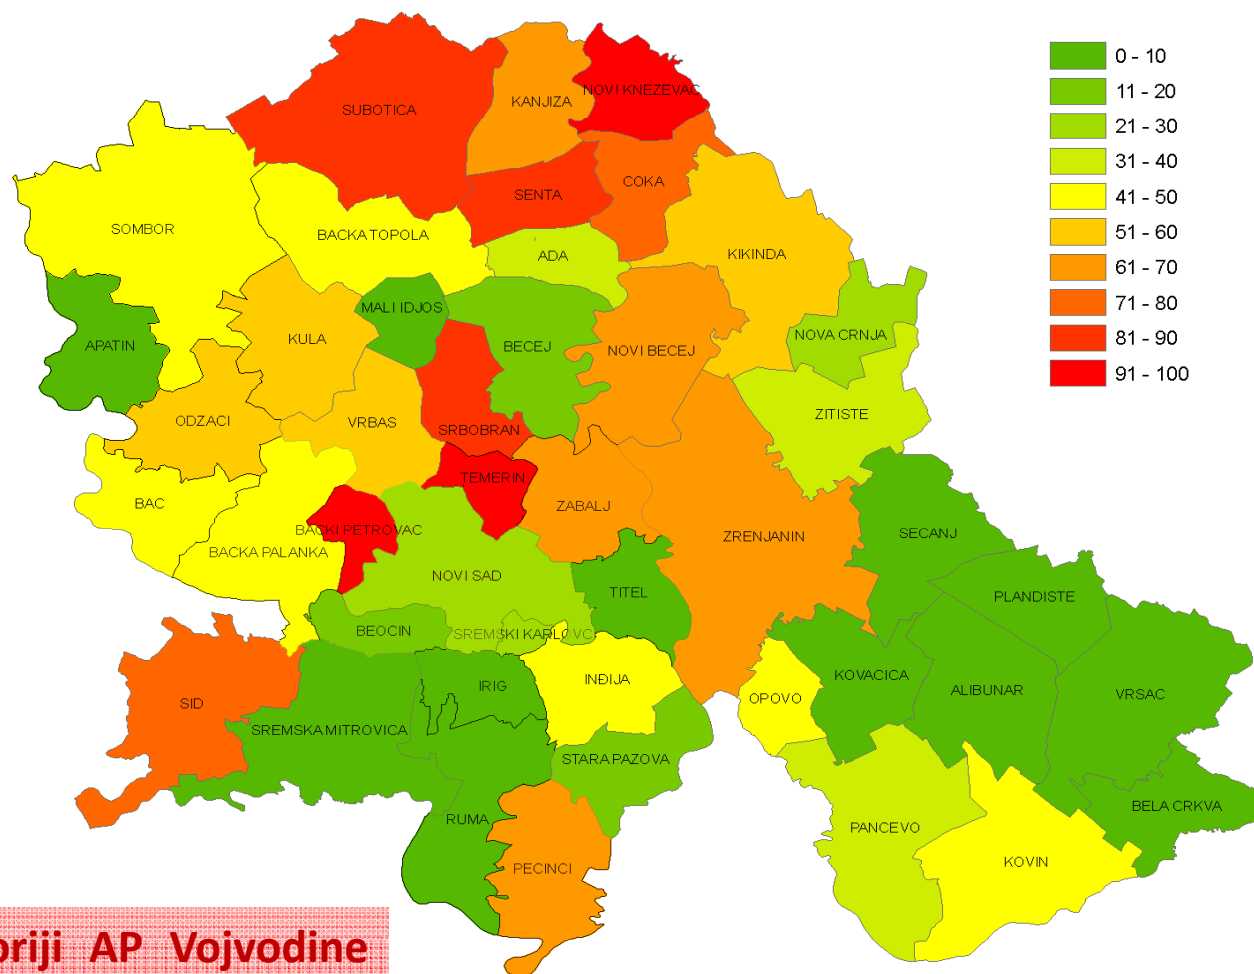 0 - 10
11 - 20
21 - 30
31 - 40
41 - 50
51 - 60
61 - 70
71 - 80
81 - 90
91 - 100
SUBOTICA
KANJIZA
NOVI KNEZEVAC
SENTA
COKA
SOMBOR
BACKA TOPOLA
ADA
KIKINDA
MALI IDJOS
APATIN
KULA
BECEJ
NOVI BECEJ
NOVA CRNJA
ODZACI
VRBAS
SRBOBRAN
ZITISTE
TEMERIN
BAC
BACKI PETROVAC
ZABALJ
ZRENJANIN
SECANJ
BACKA PALANKA
NOVI SAD
TITEL
PLANDISTE
BEOCIN
SREMSKI KARLOVC
SID
IRIG
INĐIJA
OPOVO
KOVACICA
ALIBUNAR
VRSAC
SREMSKA MITROVICA
STARA PAZOVA
RUMA
PANCEVO
BELA CRKVA
PECINCI
KOVIN
oriji AP Vojvodine